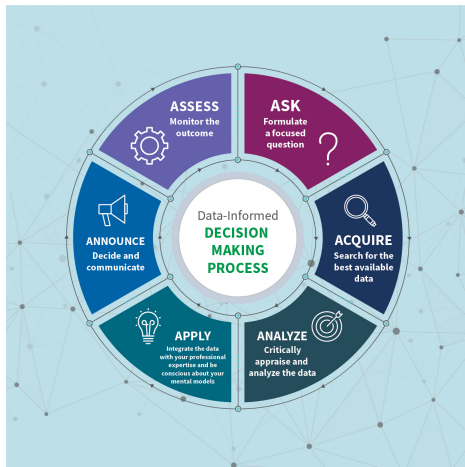 Data-Informed
DECISION
MAKING
PROCESS
ASK
Formulate
a focused
question
ACQUIRE
Search for the
best available
data
ANALYZE
Critically
appraise and
analyze the data
APPLY
Integrate the data
with your professional
expertise and be
conscious about your
mental models
ANNOUNCE
Decide and
communicate
ASSESS
Monitor the
outcome